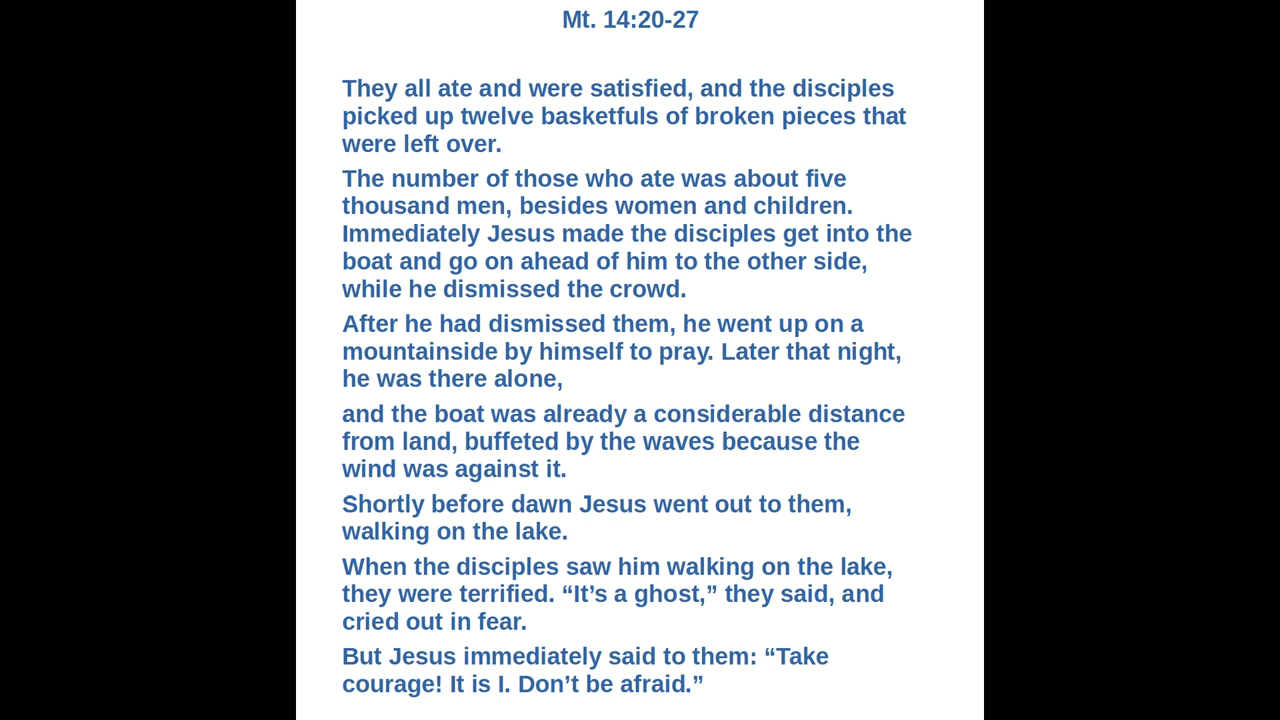 Mt. 14:20-27
They all ate and were satisfied, and the disciples
picked up twelve basketfuls of broken pieces that
were left over.
The number of those who ate was about five
thousand men, besides women and children.
Immediately Jesus made the disciples get into the
boat and go on ahead of him to the other side,
while he dismissed the crowd.
After he had dismissed them, he went up on a
mountainside by himself to pray. Later that night,
he was there alone,
and the boat was already a considerable distance
from land, buffeted by the waves because the
wind was against it.
Shortly before dawn Jesus went out to them,
walking on the lake.
When the disciples saw him walking on the lake,
they were terrified. “It’s a ghost,” they said, and
cried out in fear.
But Jesus immediately said to them: “Take
courage! It is I. Don’t be afraid.”